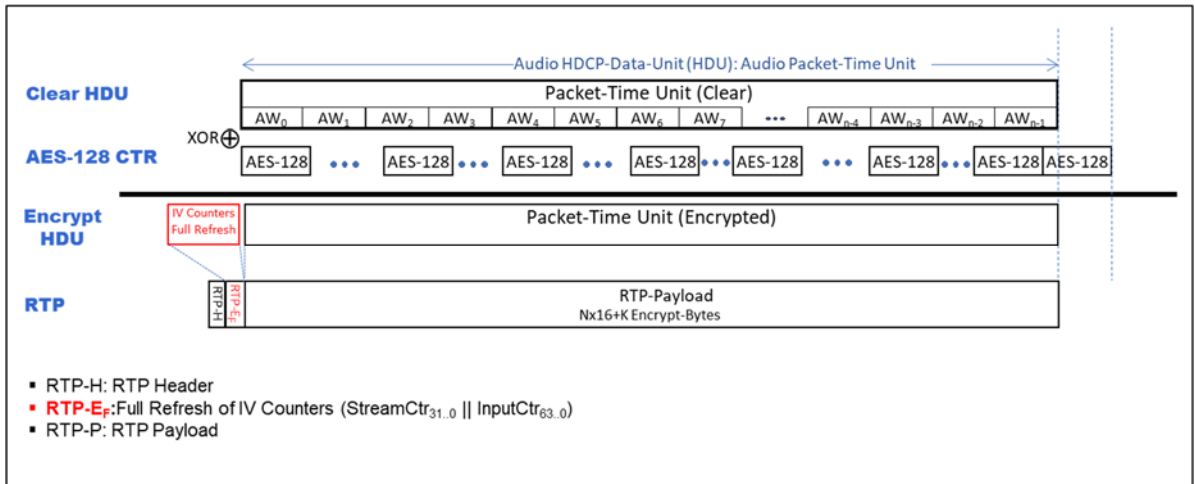 Audio HDCP-Data-Unit (HDU): Audio Packet-Time Unit
Clear HDU
Packet-Time Unit (Clear)
AW0 AW1 AW2 AW3 AW4 AW5 AW6 AW7 ••• AWn-4 AWn-3 AWn-2 AWn-1
XOR
AES-128 CTR
AES-128 ••• AES-128 ••• AES-128 ••• AES-128 ••• AES-128 ••• AES-128 ••• AES-128 AES-128
Encrypt
HDU
IV Counters
Full Refresh
Packet-Time Unit (Encrypted)
RTP
RTP-H
RTP-EF
RTP-Payload
Nx16+K Encrypt-Bytes
▪ RTP-H: RTP Header
▪ RTP-EF:Full Refresh of IV Counters (StreamCtr31..0 || InputCtr63..0)
▪ RTP-P: RTP Payload